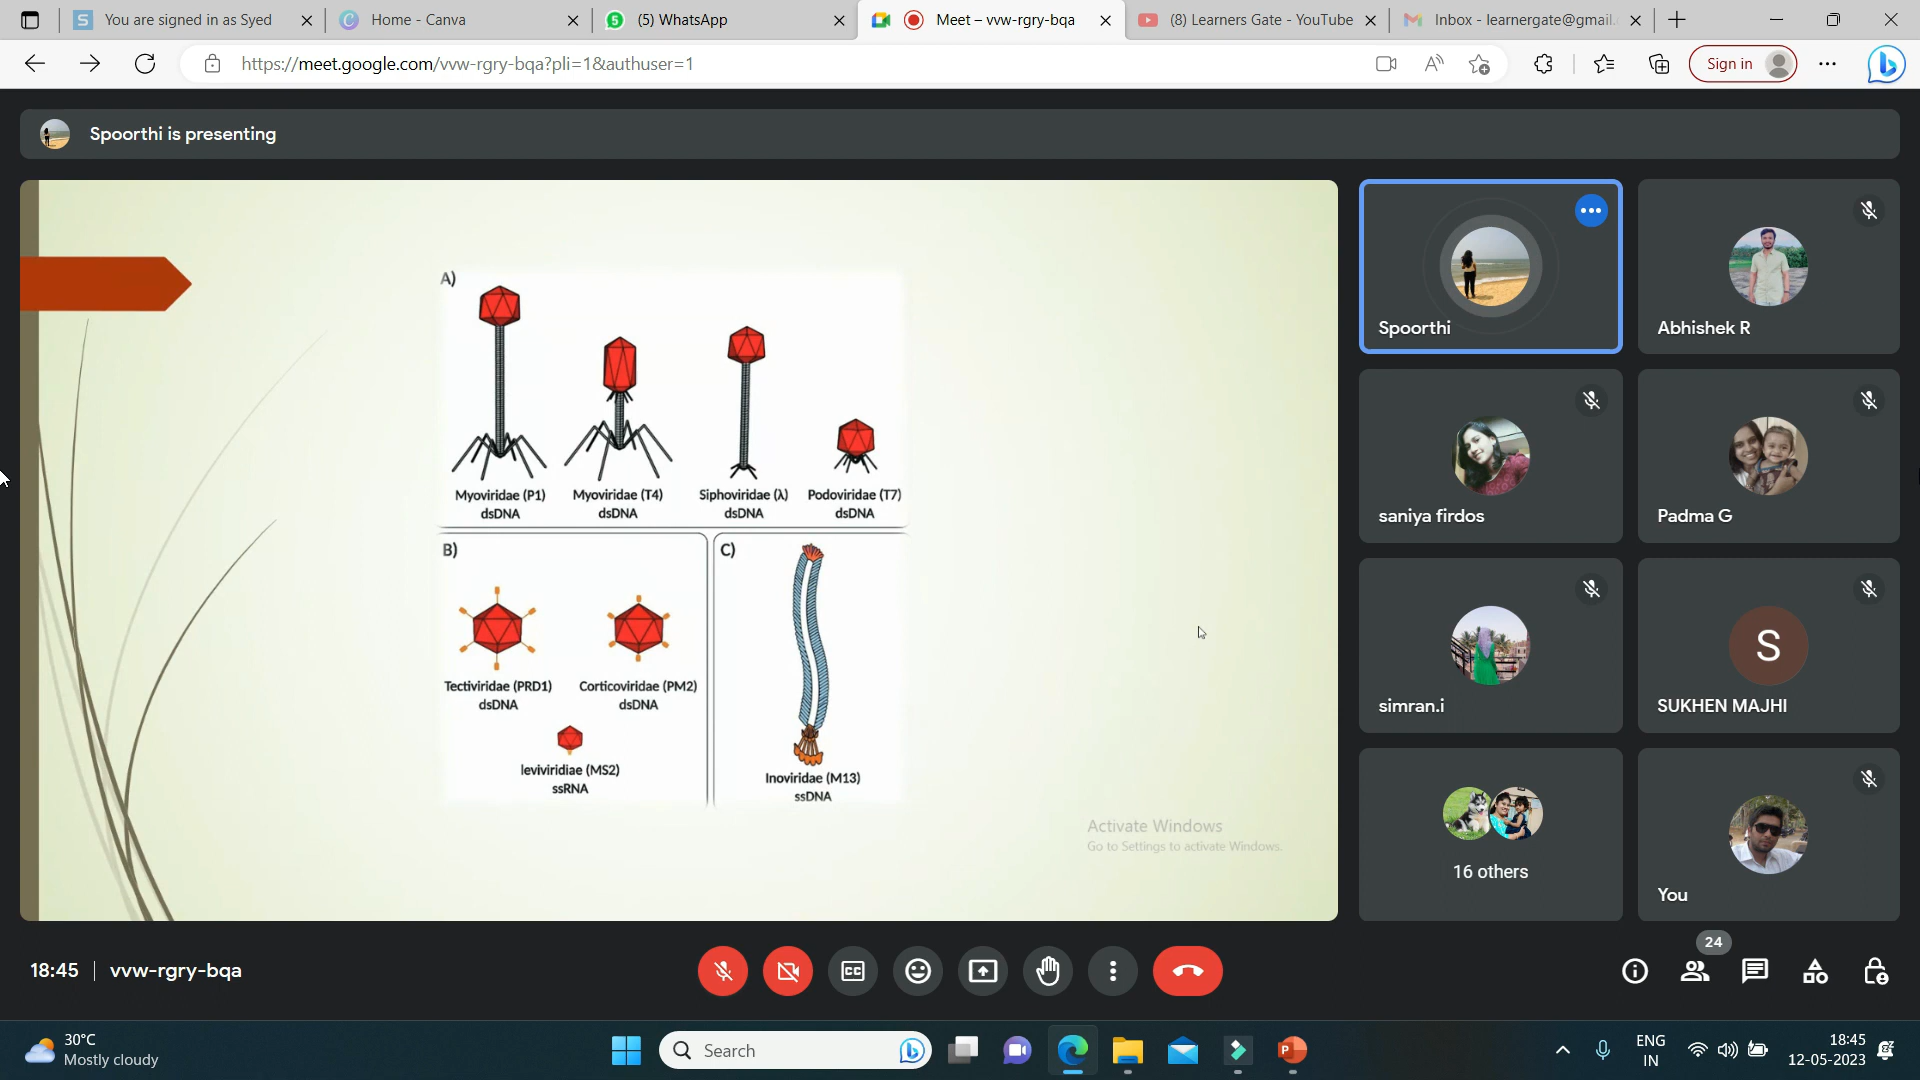 You are signed in as Syed
Home - Canva
(5) WhatsApp
Meet – vvw-rgry-bqa
(8) Learners Gate - YouTube
Inbox - learnergate@gmail.
https://meet.google.com/vvw-rgry-bqa?pli=1&authuser=1
Sign in
Spoorthi is presenting
A)
Myoviridae (P1)
dsDNA
Myoviridae (T4)
dsDNA
Siphoviridae (λ)
dsDNA
Podoviridae (T7)
dsDNA
B)
Tectiviridae (PRD1)
dsDNA
Corticoviridae (PM2)
dsDNA
leviviridiae (MS2)
ssRNA
C)
Inoviridae (M13)
ssDNA
Activate Windows
Go to Settings to activate Windows.
Spoorthi
Abhishek R
saniya firdos
Padma G
simran.i
S
SUKHEN MAJHI
16 others
You
18:45
vvw-rgry-bqa
24
30°C
Mostly cloudy
Search
ENG
IN
18:45
12-05-2023